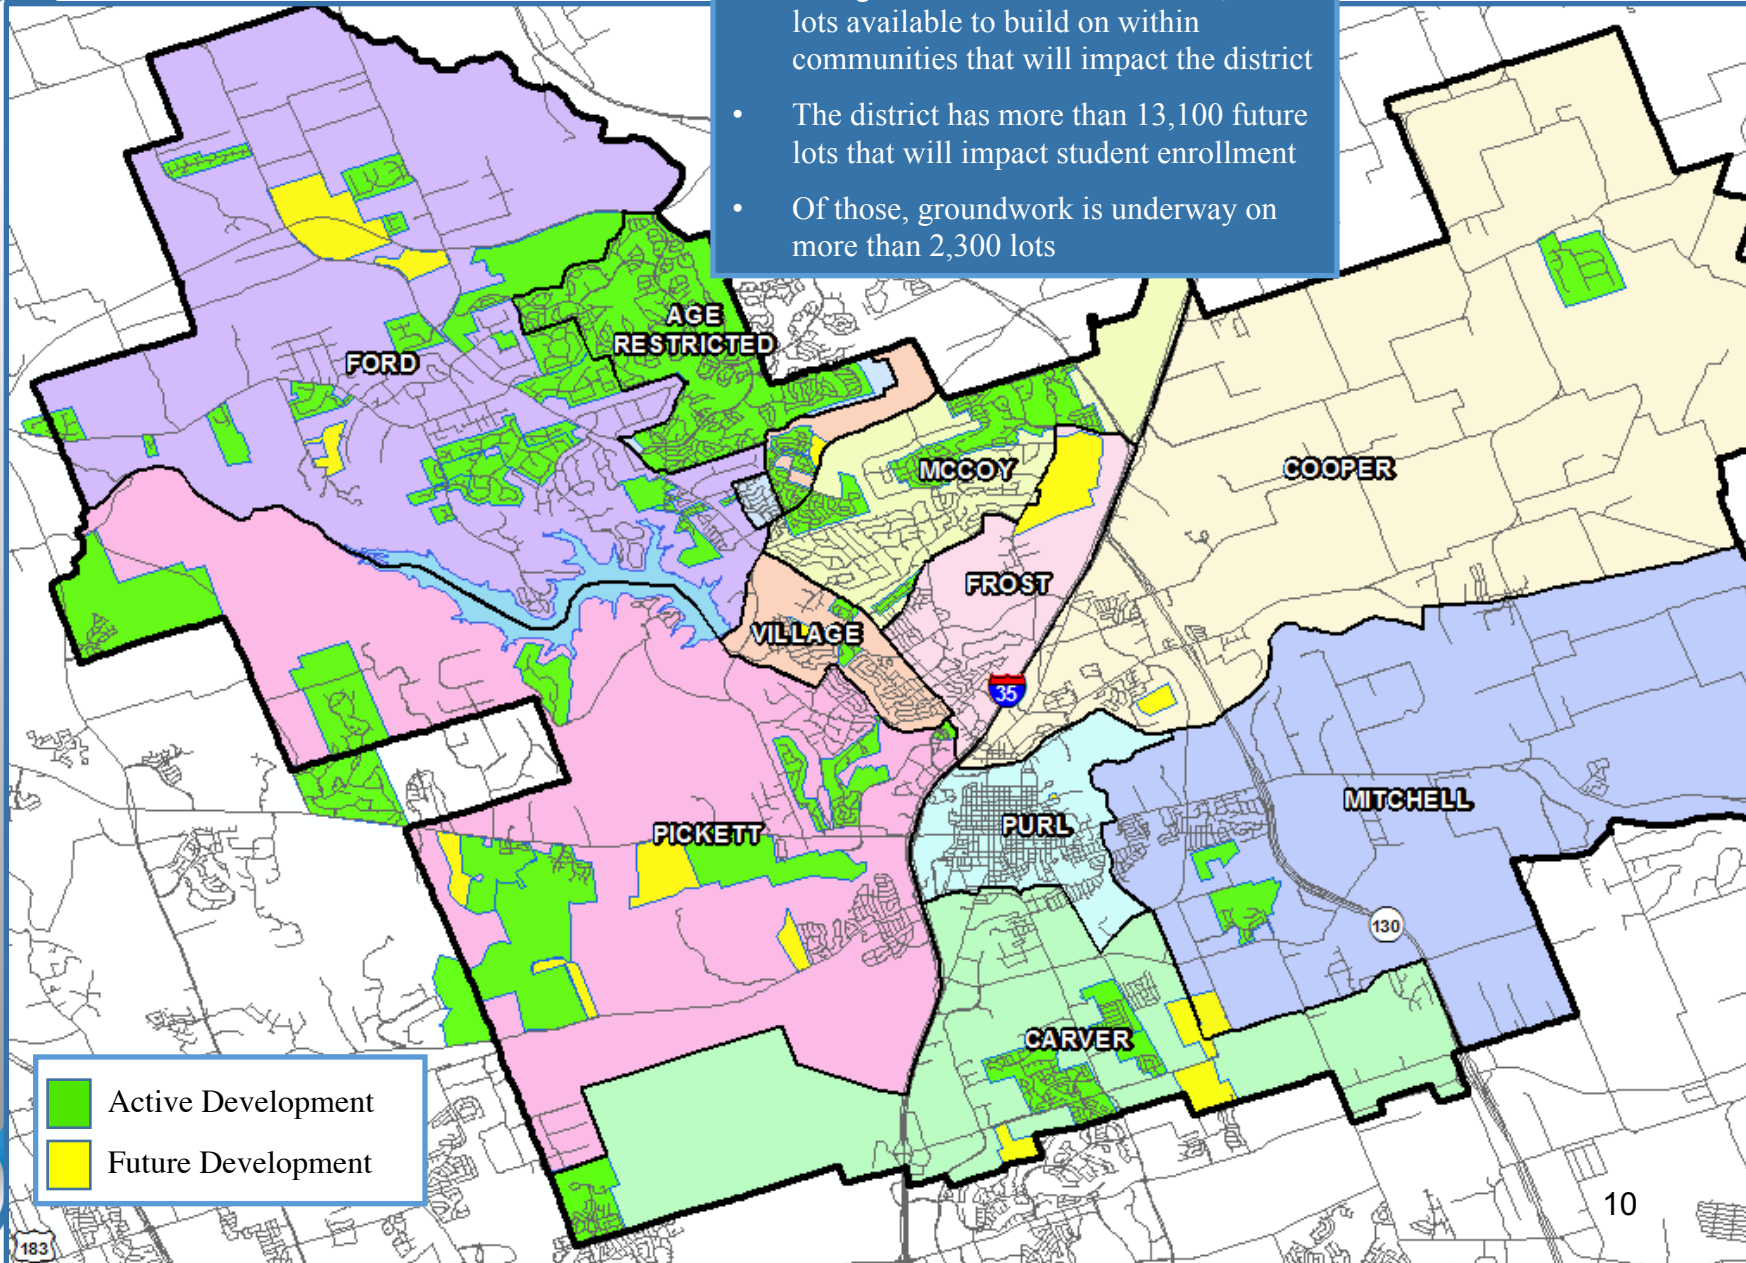 lots available to build on within
communities that will impact the district
• The district has more than 13,100 future
lots that will impact student enrollment
• Of those, groundwork is underway on
more than 2,300 lots
AGE
RESTRICTED
FORD
MCCOY
COOPER
FROST
VILLAGE
35
MITCHELL
PICKETT
PURL
130
CARVER
Active Development
Future Development
10
183